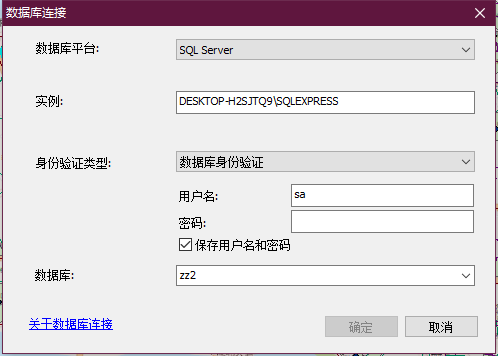 数据库连接
数据库平台:
SQL Server
实例:
DESKTOP-H2SJTQ9\SQLEXPRESS
身份验证类型:
数据库身份验证
用户名:
sa
密码:
保存用户名和密码
数据库:
zz2
关于数据库连接
确定
取消